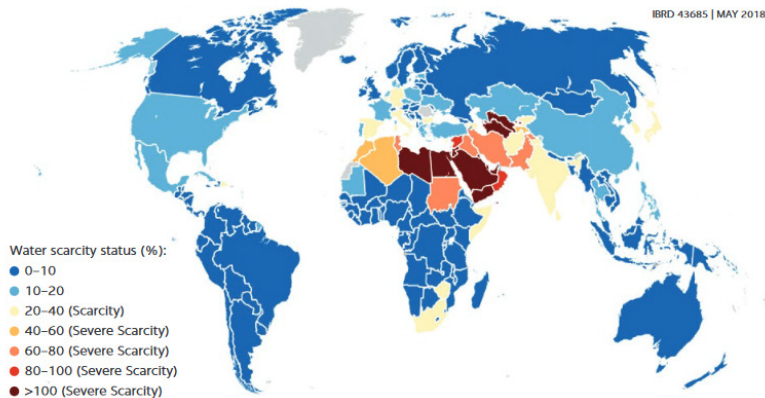 IBRD 43685 | MAY 2018
Water scarcity status (%):
0–10
10–20
20–40 (Scarcity)
40–60 (Severe Scarcity)
60–80 (Severe Scarcity)
80–100 (Severe Scarcity)
>100 (Severe Scarcity)